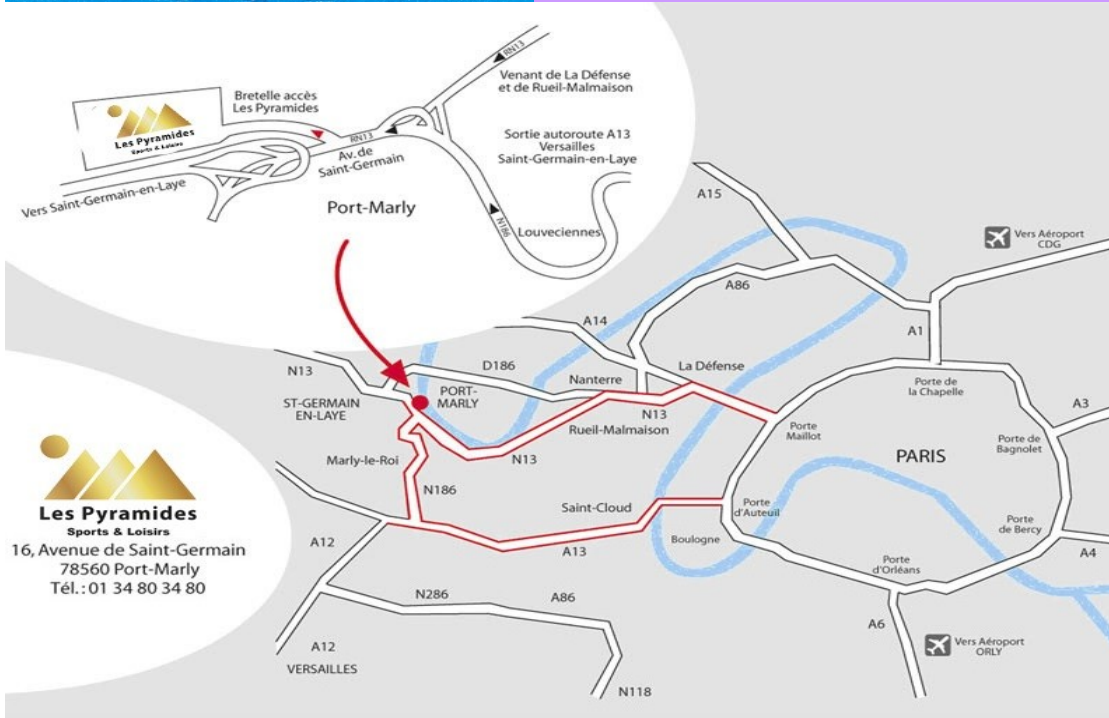 RN13
Venant de La Défense
et de Rueil-Malmaison
Bretelle accès
Les Pyramides
Les Pyramides
Sports & Loisirs
RN13
Av. de
Saint-Germain
Sortie autoroute A13
Versailles
Saint-Germain-en-Laye
Vers Saint-Germain-en-Laye
Port-Marly
N186
Louveciennes
A15
Vers Aéroport
CDG
A86
A14
A1
N13
D186
La Défense
Nanterre
PORT-
MARLY
ST-GERMAIN
EN-LAYE
N13
Rueil-Malmaison
Porte de
la Chapelle
A3
Porte
Maillot
Porte de
Bagnolet
PARIS
Marly-le-Roi
N13
N186
Saint-Cloud
Porte
d'Auteuil
Boulogne
Porte
de Bercy
A12
A13
Porte
d'Orléans
A4
Les Pyramides
Sports & Loisirs
16, Avenue de Saint-Germain
78560 Port-Marly
Tél.: 01 34 80 34 80
N286
A86
A6
Vers Aéroport
ORLY
A12
VERSAILLES
N118